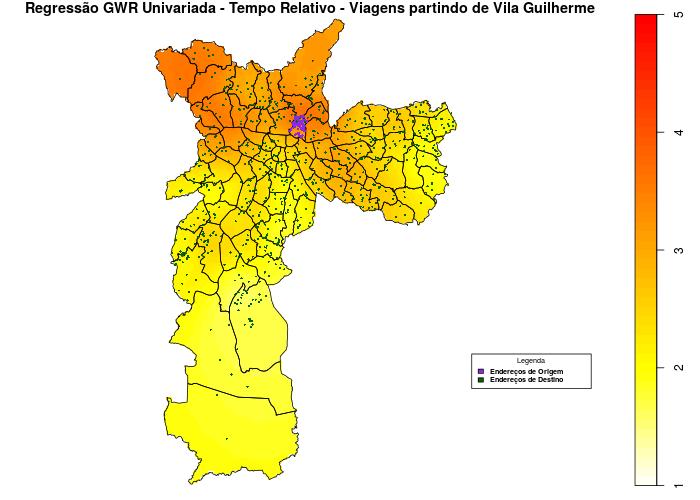 Regressão GWR Univariada - Tempo Relativo - Viagens partindo de Vila Guilherme
5
4
3
2
1
Legenda
Endereços de Origem
Endereços de Destino